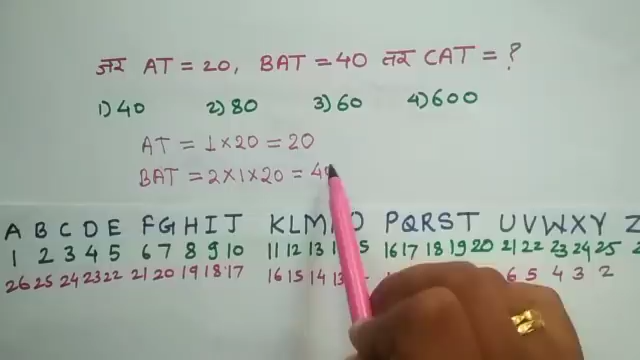 जर AT = 20, BAT = 40 तर CAT = ?
1) 40 2) 80 3) 60 4) 600
AT = 1 × 20 = 20
BAT = 2 × 1 × 20 = 40
A B C D E F G H I J K L M O P Q R S T U V W X Y Z
1 2 3 4 5 6 7 8 9 10 11 12 13 16 17 18 19 20 21 22 23 24 25
26 25 24 23 22 21 20 19 18 17 16 15 14 13 6 5 4 3 2